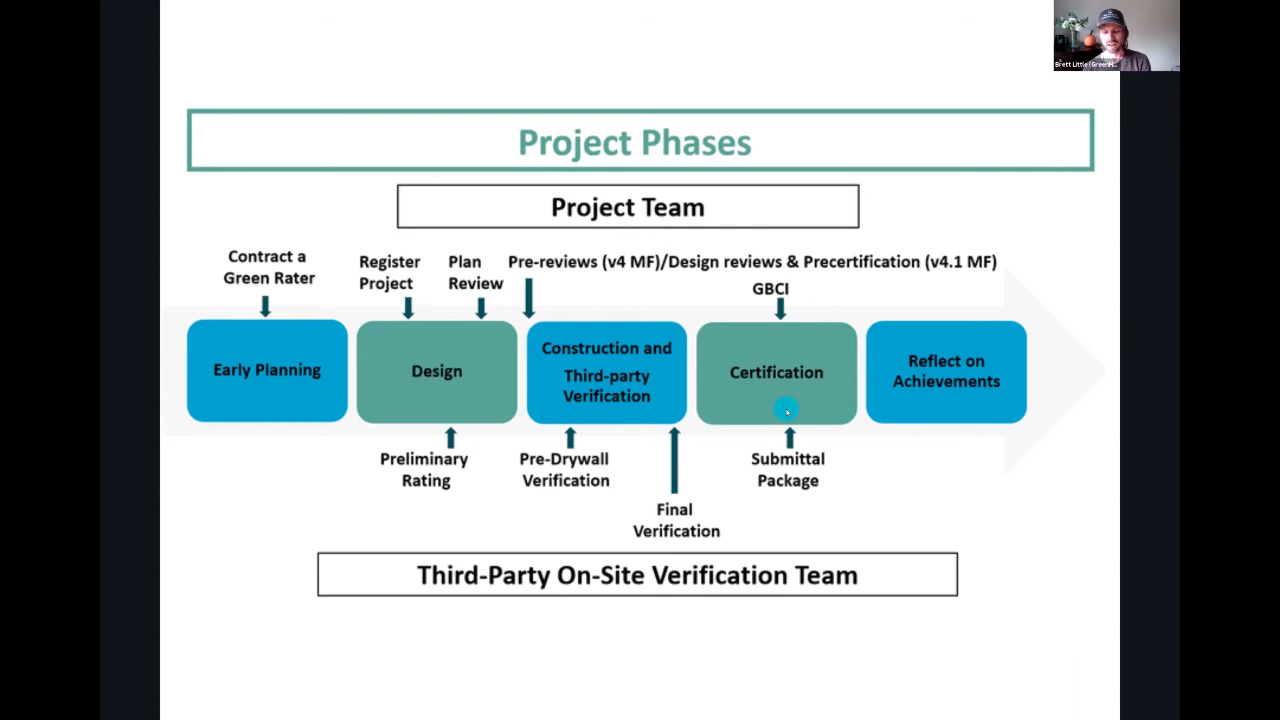 Brett Little (GreenH...
Project Phases
Project Team
Contract a
Green Rater
Register
Project
Plan
Review
Pre-reviews (v4 MF)/Design reviews & Precertification (v4.1 MF)
GBCI
Early Planning
Design
Construction and
Third-party
Verification
Certification
Reflect on
Achievements
Preliminary
Rating
Pre-Drywall
Verification
Final
Verification
Submittal
Package
Third-Party On-Site Verification Team